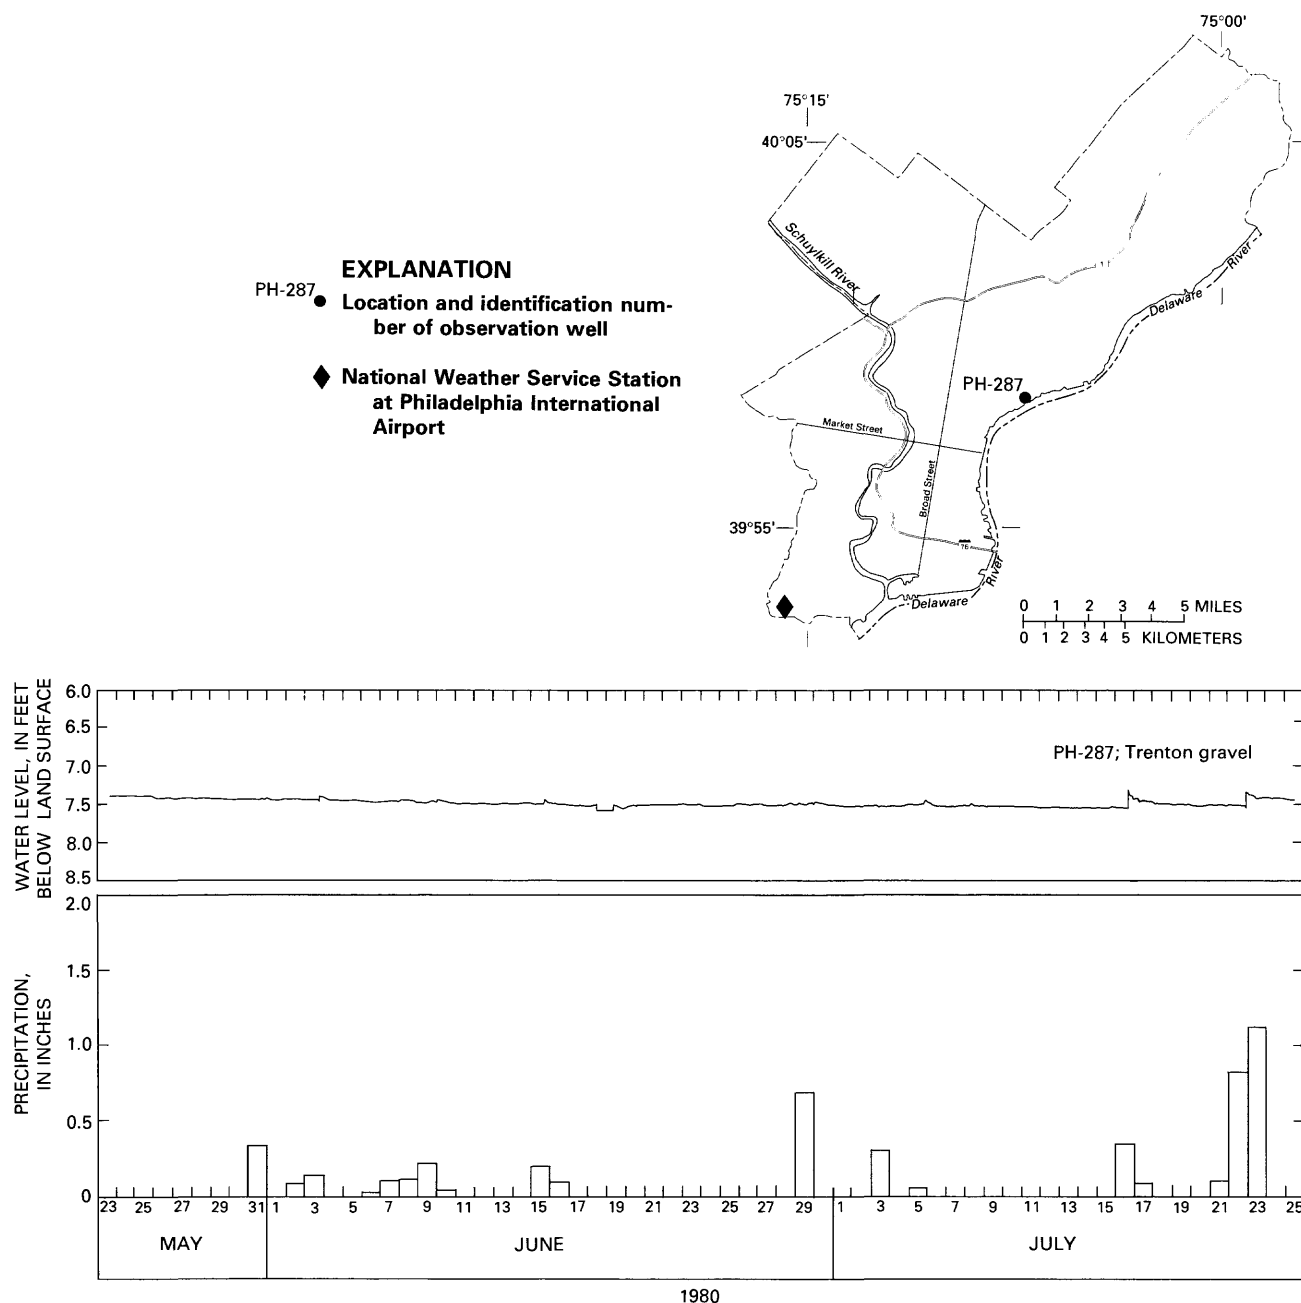 75°00'
75°15'
40°05'
Schuylkill River
River
Delaware
EXPLANATION
PH-287
Location and identification num-
ber of observation well
National Weather Service Station
at Philadelphia International
Airport
PH-287
Market Street
Broad Street
39°55'
76
River
Delaware
0 1 2 3 4 5 MILES
0 1 2 3 4 5 KILOMETERS
WATER LEVEL, IN FEET
BELOW LAND SURFACE
6.0
6.5
7.0
7.5
8.0
8.5
PH-287; Trenton gravel
PRECIPITATION,
IN INCHES
2.0
1.5
1.0
0.5
0
23 25 27 29 31 1 3 5 7 9 11 13 15 17 19 21 23 25 27 29 1 3 5 7 9 11 13 15 17 19 21 23 25
MAY JUNE JULY
1980